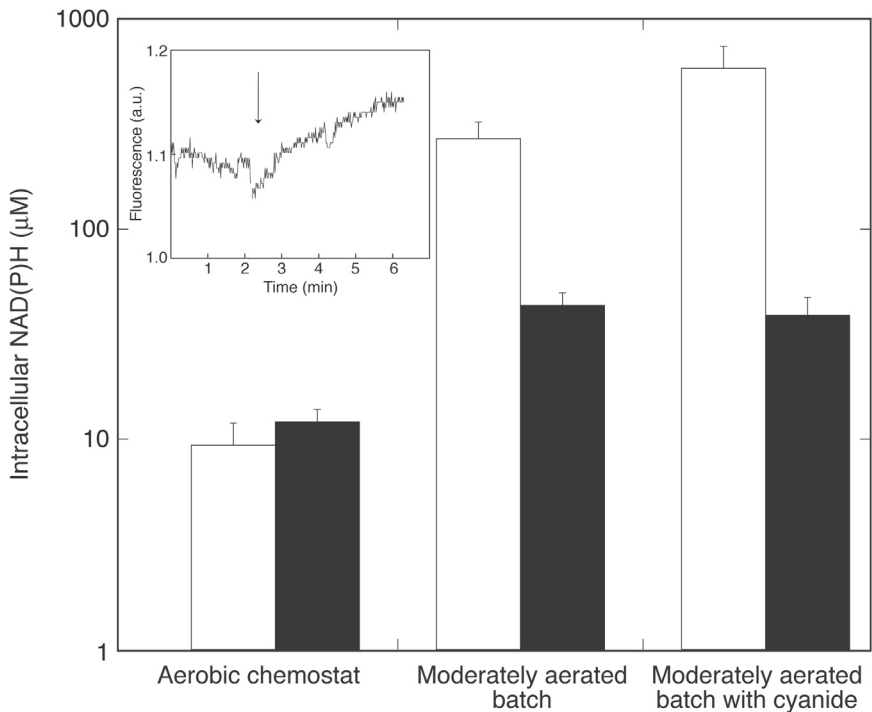 Intracellular NAD(P)H (μM)
1000
100
10
1
Fluorescence (a.u.)
1.2
1.1
1.0
1 2 3 4 5 6
Time (min)
Aerobic chemostat
Moderately aerated
batch
Moderately aerated
batch with cyanide